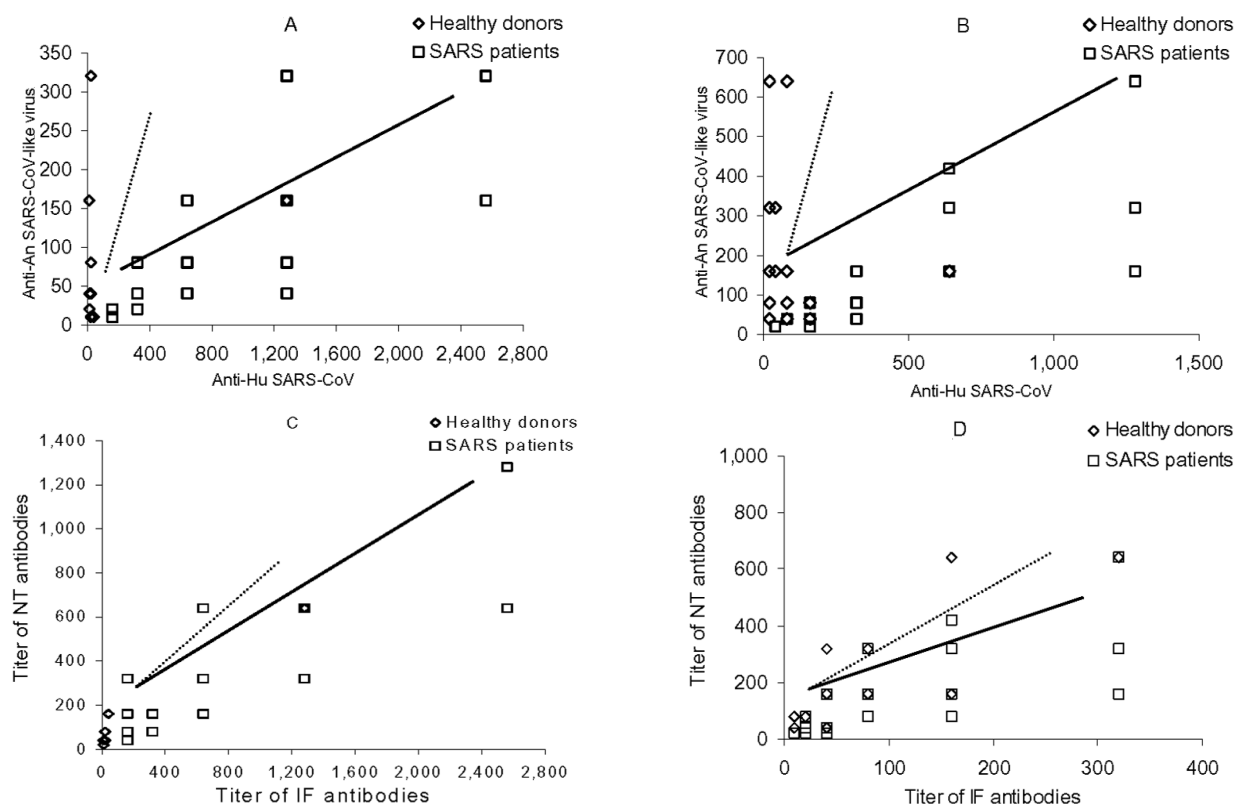 A
Healthy donors
SARS patients
350
300
250
200
150
100
50
0
Anti-An SARS-CoV-like virus
0 400 800 1,200 1,600 2,000 2,400 2,800
Anti-Hu SARS-CoV
B
Healthy donors
SARS patients
700
600
500
400
300
200
100
0
Anti-An SARS-CoV-like virus
0 500 1,000 1,500
Anti-Hu SARS-CoV
C
Healthy donors
SARS patients
1,400
1,200
1,000
800
600
400
200
0
Titer of NT antibodies
0 400 800 1,200 1,600 2,000 2,400 2,800
Titer of IF antibodies
D
Healthy donors
SARS patients
1,000
800
600
400
200
0
Titer of NT antibodies
0 100 200 300 400
Titer of IF antibodies